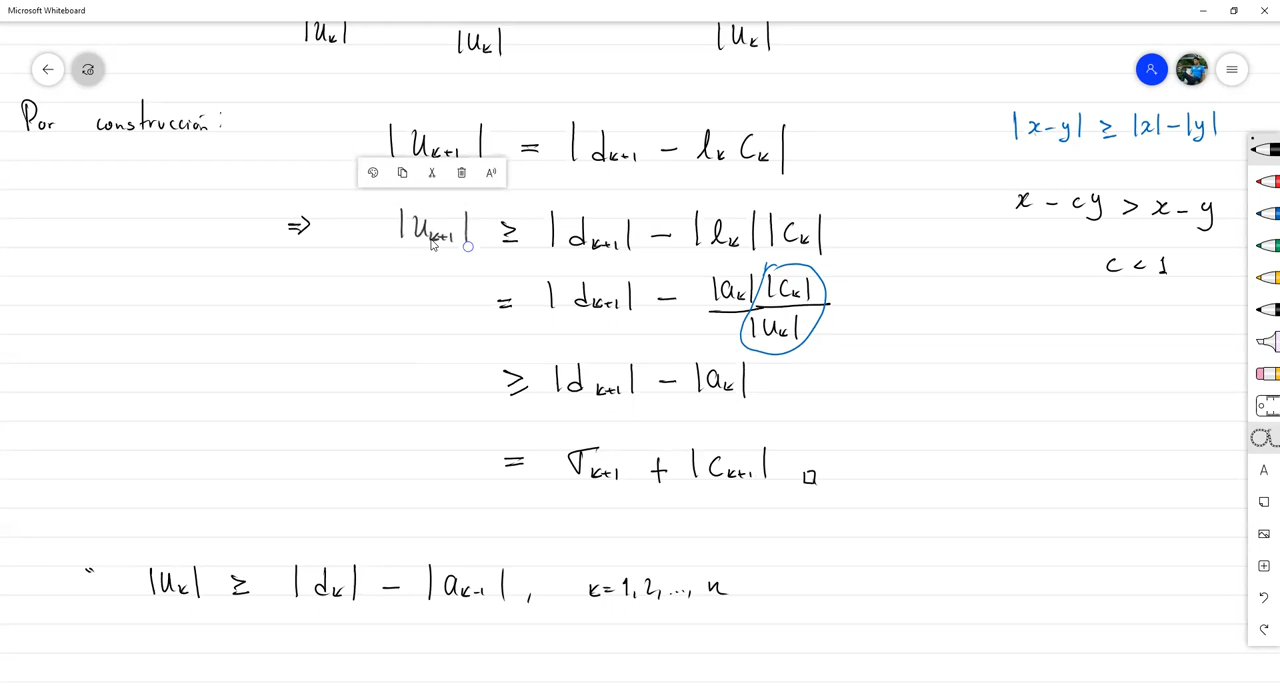 Microsoft Whiteboard
|u_k| |u_k| |u_k|
Por construcción:
|u_{k+1}| = |d_{k+1} - l_k c_k|
|x-y| ≥ |x|-|y|
x - cy > x - y
c < 1
⇒ |u_{k+1}| ≥ |d_{k+1}| - |l_k||c_k|
= |d_{k+1}| - |a_k||c_k| / |u_k|
≥ |d_{k+1}| - |a_k|
= σ_{k+1} + |c_{k+1}| □
" |u_k| ≥ |d_k| - |a_{k-1}|, k=1,2,...,n